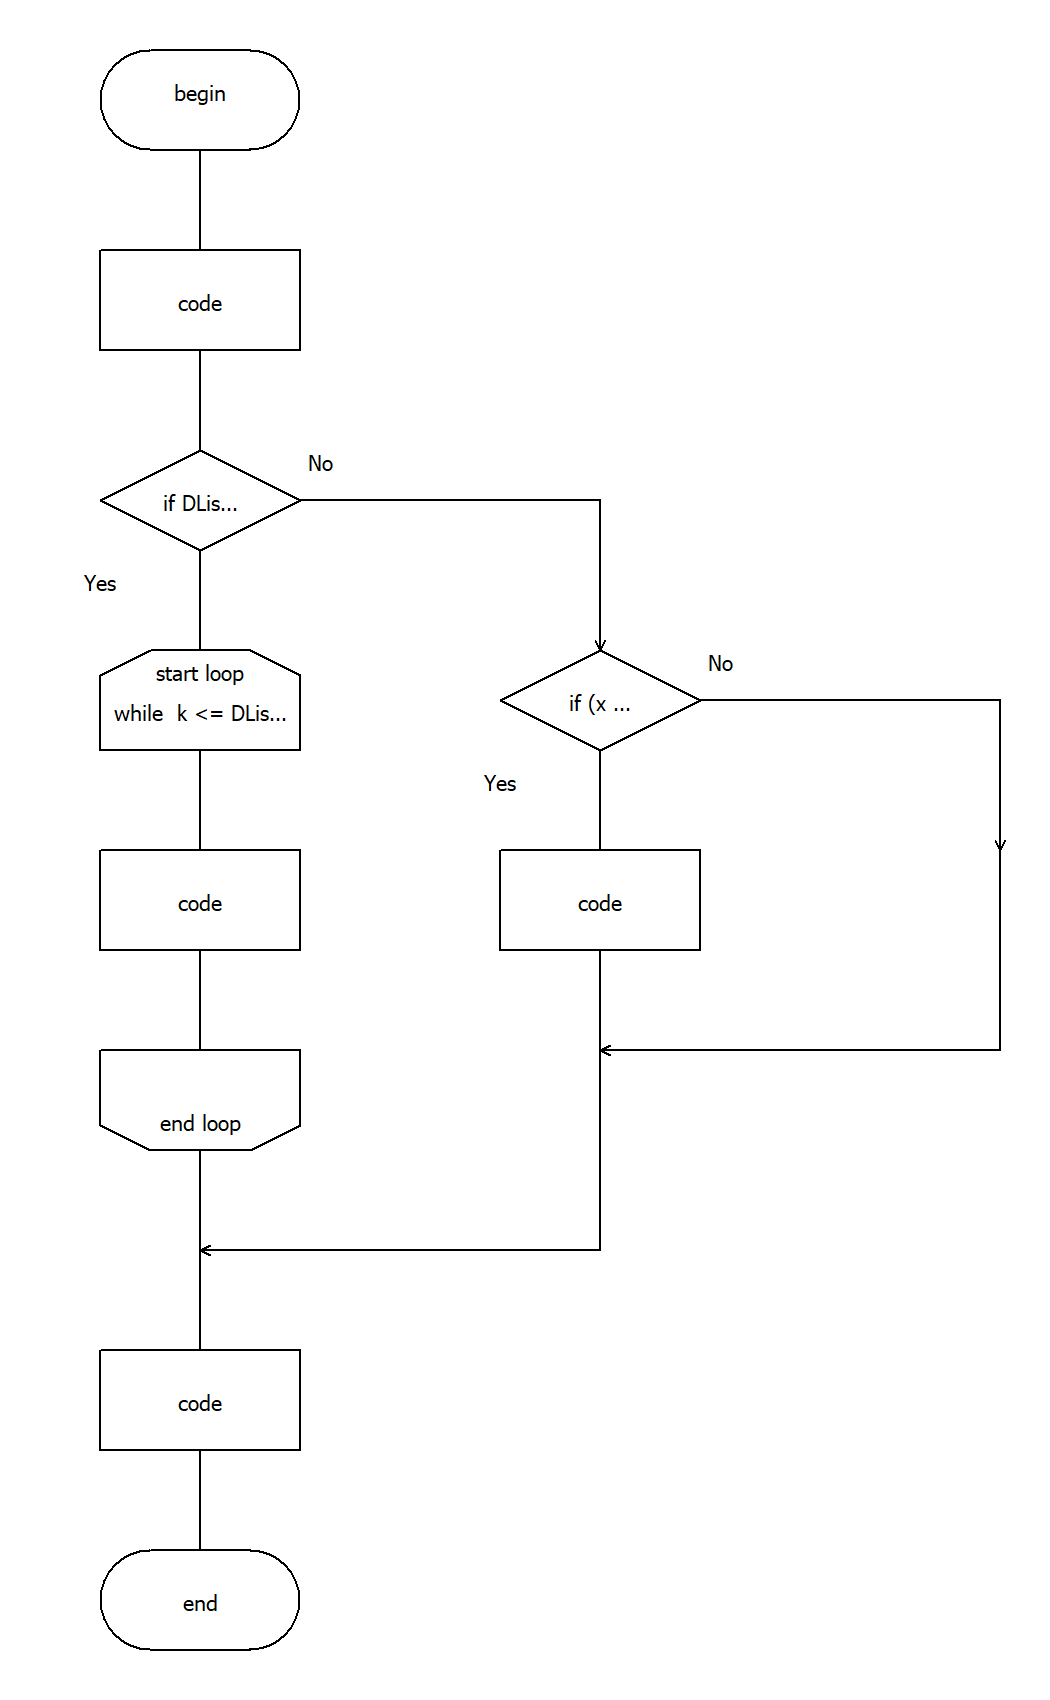 begin
code
No
if DLis...
Yes
start loop
while  k <= DLis...
No
if (x ...
Yes
code
code
end loop
code
end